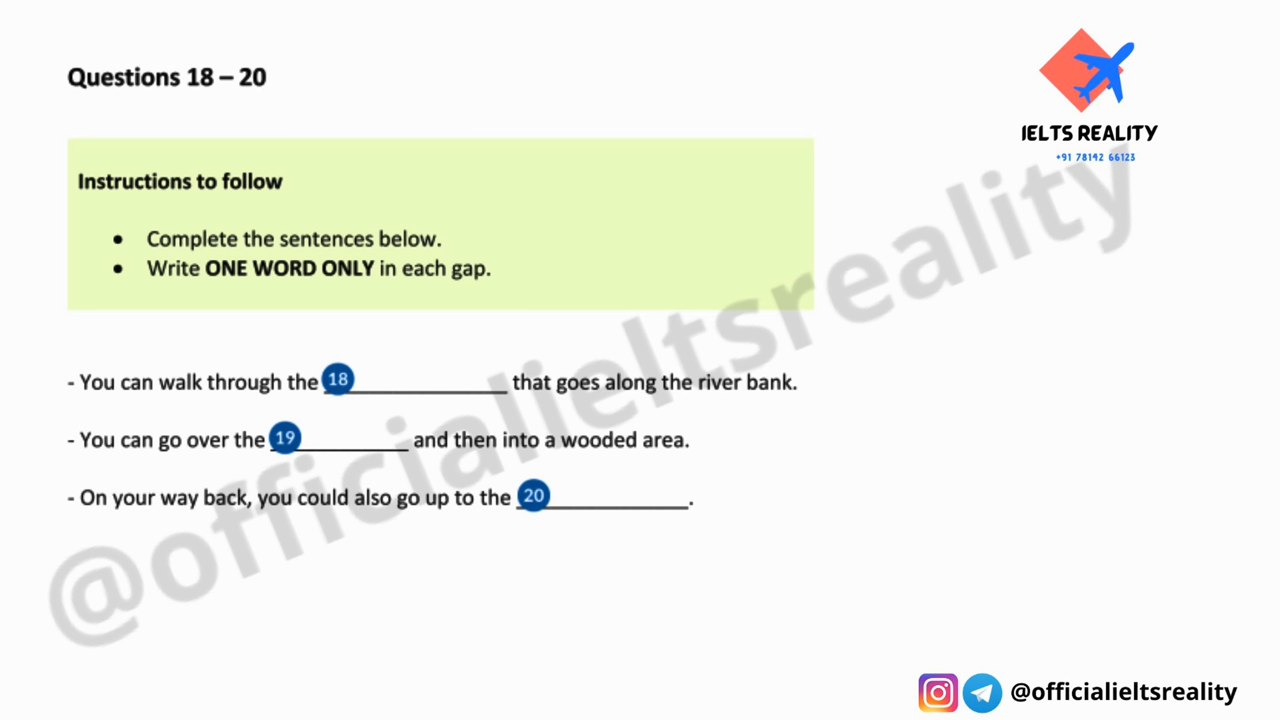 Questions 18 – 20
IELTS REALITY
+91 78142 66123
Instructions to follow
• Complete the sentences below.
• Write ONE WORD ONLY in each gap.
- You can walk through the 18 ______________ that goes along the river bank.
- You can go over the 19 __________ and then into a wooded area.
- On your way back, you could also go up to the 20 ______________.
@officialieltsreality
@officialieltsreality